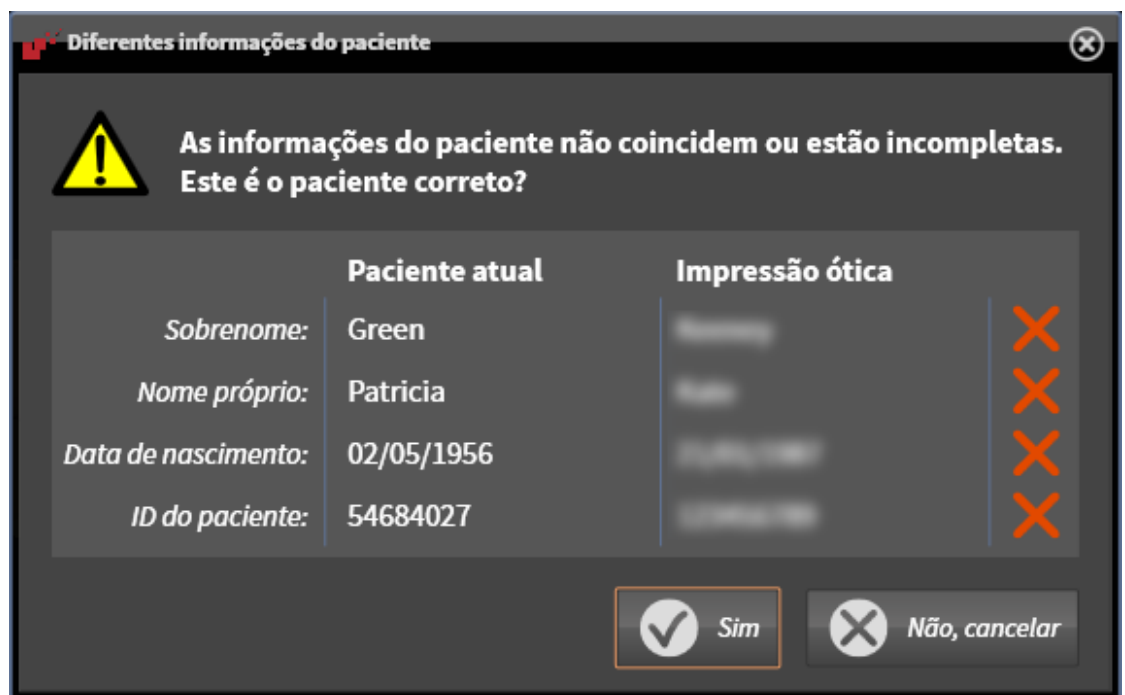 Diferentes informações do paciente
As informações do paciente não coincidem ou estão incompletas.
Este é o paciente correto?
Paciente atual Impressão ótica
Sobrenome: Green
Nome próprio: Patricia
Data de nascimento: 02/05/1956
ID do paciente: 54684027
Sim Não, cancelar